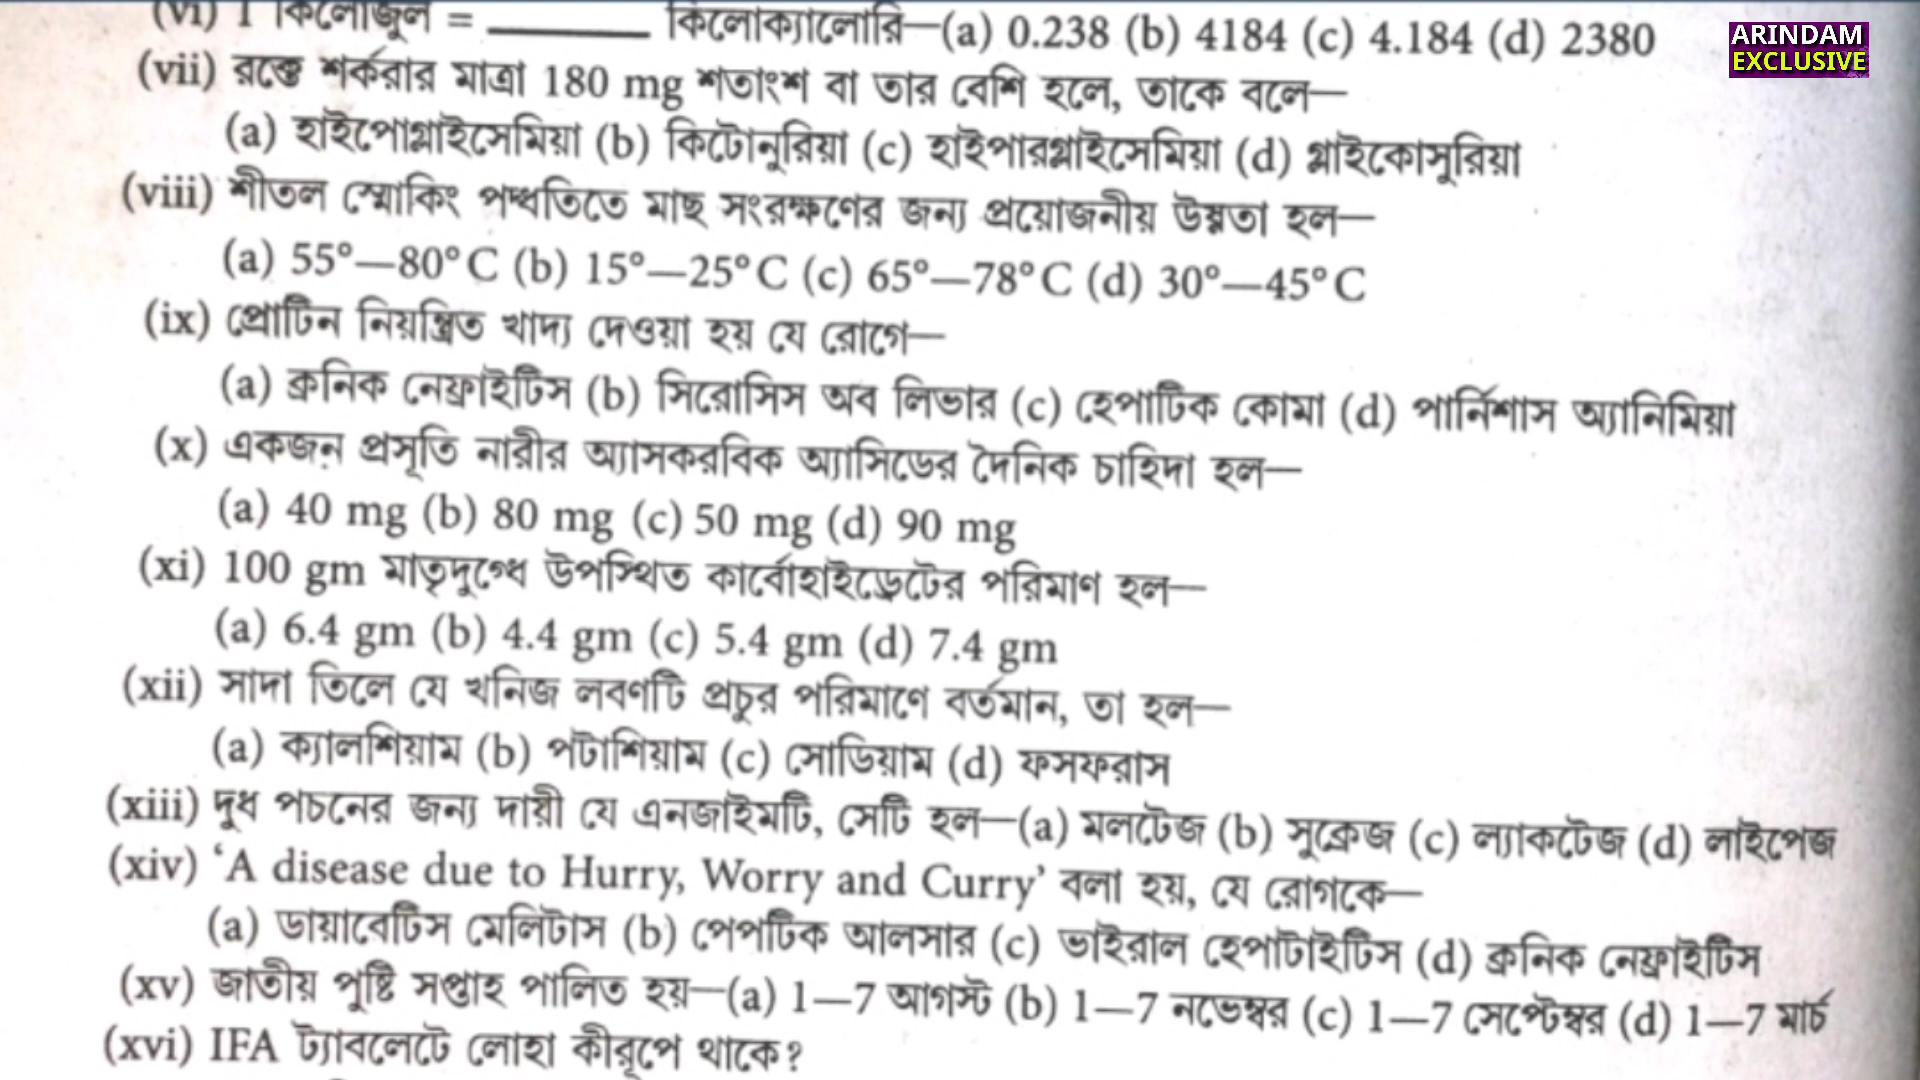 (vi) 1 কিলোজুল = ______ কিলোক্যালোরি—(a) 0.238 (b) 4184 (c) 4.184 (d) 2380
ARINDAM
EXCLUSIVE
(vii) রক্তে শর্করার মাত্রা 180 mg শতাংশ বা তার বেশি হলে, তাকে বলে—
(a) হাইপোগ্লাইসেমিয়া (b) কিটোনুরিয়া (c) হাইপারগ্লাইসেমিয়া (d) গ্লাইকোসুরিয়া
(viii) শীতল স্মোকিং পদ্ধতিতে মাছ সংরক্ষণের জন্য প্রয়োজনীয় উষ্ণতা হল—
(a) 55°—80°C (b) 15°—25°C (c) 65°—78°C (d) 30°—45°C
(ix) প্রোটিন নিয়ন্ত্রিত খাদ্য দেওয়া হয় যে রোগে—
(a) ক্রনিক নেফ্রাইটিস (b) সিরোসিস অব লিভার (c) হেপাটিক কোমা (d) পার্নিশাস অ্যানিমিয়া
(x) একজন প্রসূতি নারীর অ্যাসকরবিক অ্যাসিডের দৈনিক চাহিদা হল—
(a) 40 mg (b) 80 mg (c) 50 mg (d) 90 mg
(xi) 100 gm মাতৃদুগ্ধে উপস্থিত কার্বোহাইড্রেটের পরিমাণ হল—
(a) 6.4 gm (b) 4.4 gm (c) 5.4 gm (d) 7.4 gm
(xii) সাদা তিলে যে খনিজ লবণটি প্রচুর পরিমাণে বর্তমান, তা হল—
(a) ক্যালশিয়াম (b) পটাশিয়াম (c) সোডিয়াম (d) ফসফরাস
(xiii) দুধ পচনের জন্য দায়ী যে এনজাইমটি, সেটি হল—(a) মলটেজ (b) সুক্রেজ (c) ল্যাকটেজ (d) লাইপেজ
(xiv) ‘A disease due to Hurry, Worry and Curry’ বলা হয়, যে রোগকে—
(a) ডায়াবেটিস মেলিটাস (b) পেপটিক আলসার (c) ভাইরাল হেপাটাইটিস (d) ক্রনিক নেফ্রাইটিস
(xv) জাতীয় পুষ্টি সপ্তাহ পালিত হয়—(a) 1—7 আগস্ট (b) 1—7 নভেম্বর (c) 1—7 সেপ্টেম্বর (d) 1—7 মার্চ
(xvi) IFA ট্যাবলেটে লোহা কীরূপে থাকে?